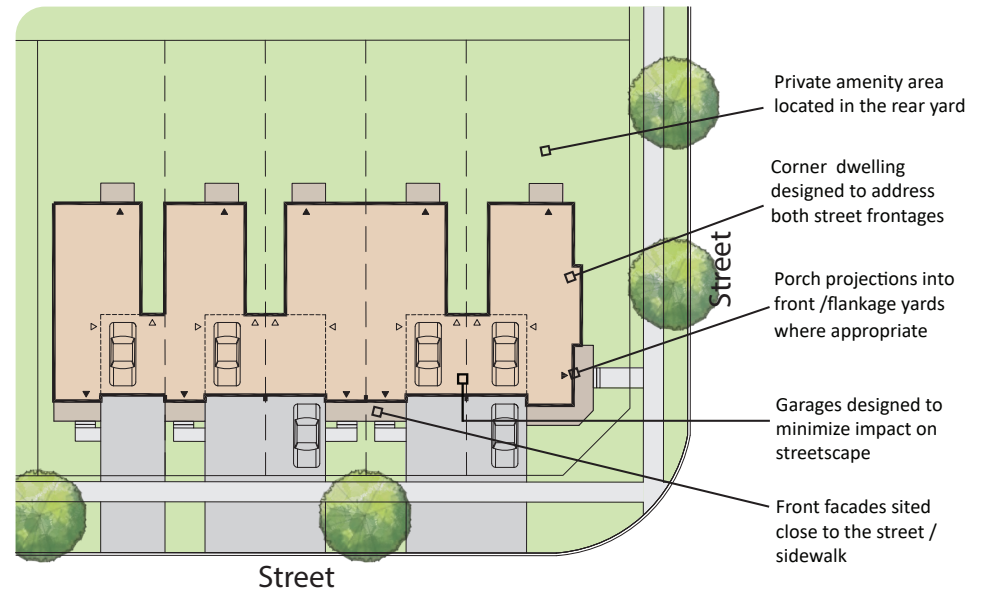 Private amenity area
located in the rear yard
Corner dwelling
designed to address
both street frontages
Street
Porch projections into
front /flankage yards
where appropriate
Garages designed to
minimize impact on
streetscape
Front facades sited
close to the street /
sidewalk
Street